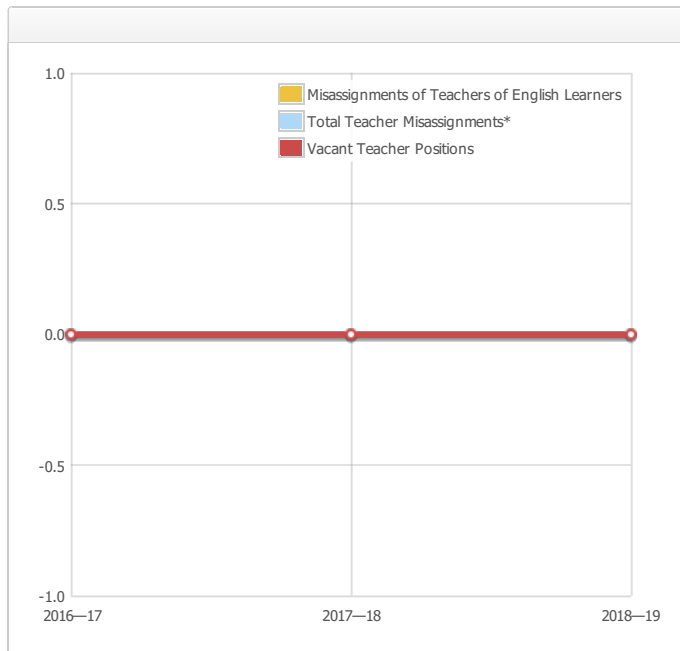 1.0
Misassignments of Teachers of English Learners
Total Teacher Misassignments*
Vacant Teacher Positions
0.5
0.0
-0.5
-1.0
2016—17 2017—18 2018—19